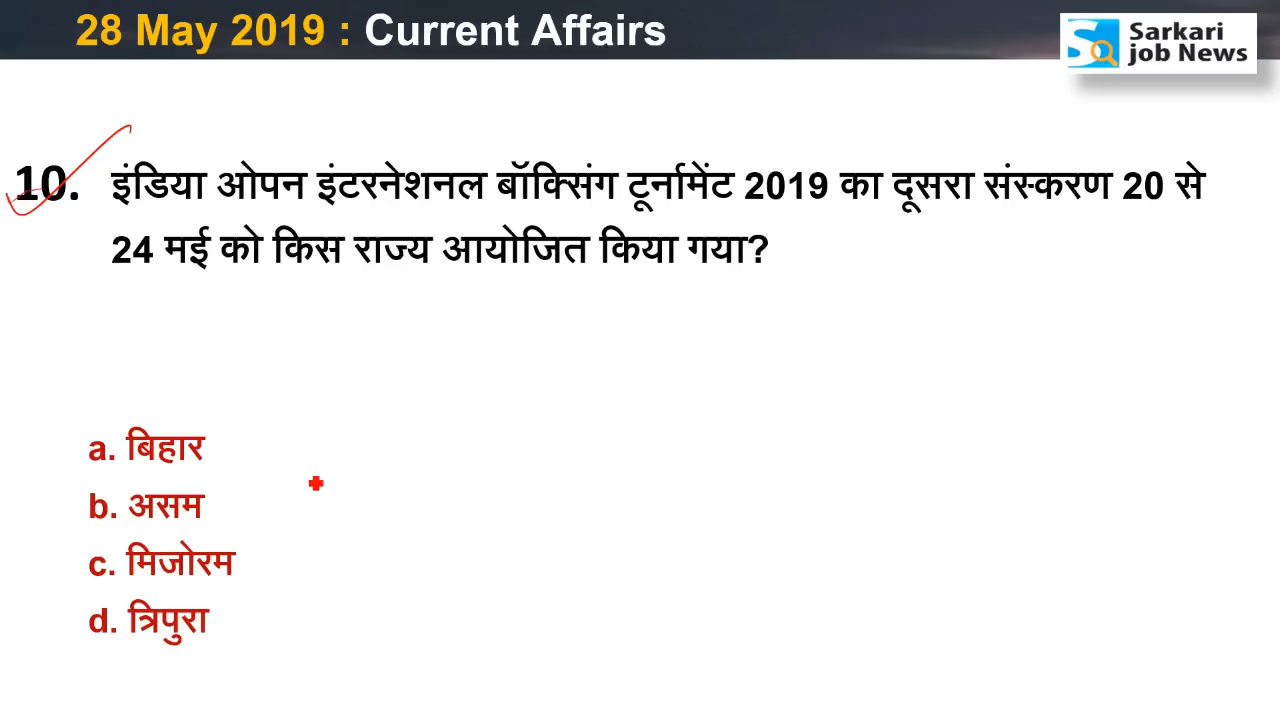 28 May 2019 : Current Affairs
Sarkari
job News
10. इंडिया ओपन इंटरनेशनल बॉक्सिंग टूर्नामेंट 2019 का दूसरा संस्करण 20 से
24 मई को किस राज्य आयोजित किया गया?
a. बिहार
b. असम
c. मिजोरम
d. त्रिपुरा